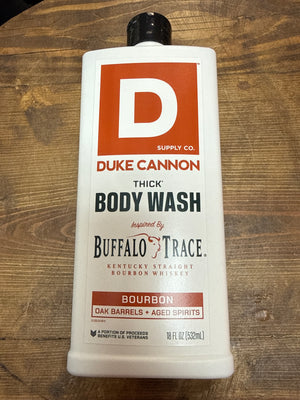 D
SUPPLY CO.
DUKE CANNON
THICK
BODY WASH
Inspired By
BUFFALO TRACE®
KENTUCKY STRAIGHT
BOURBON WHISKEY
BOURBON
OAK BARRELS + AGED SPIRITS
A PORTION OF PROCEEDS
BENEFITS U.S. VETERANS
18 FL OZ (532mL)